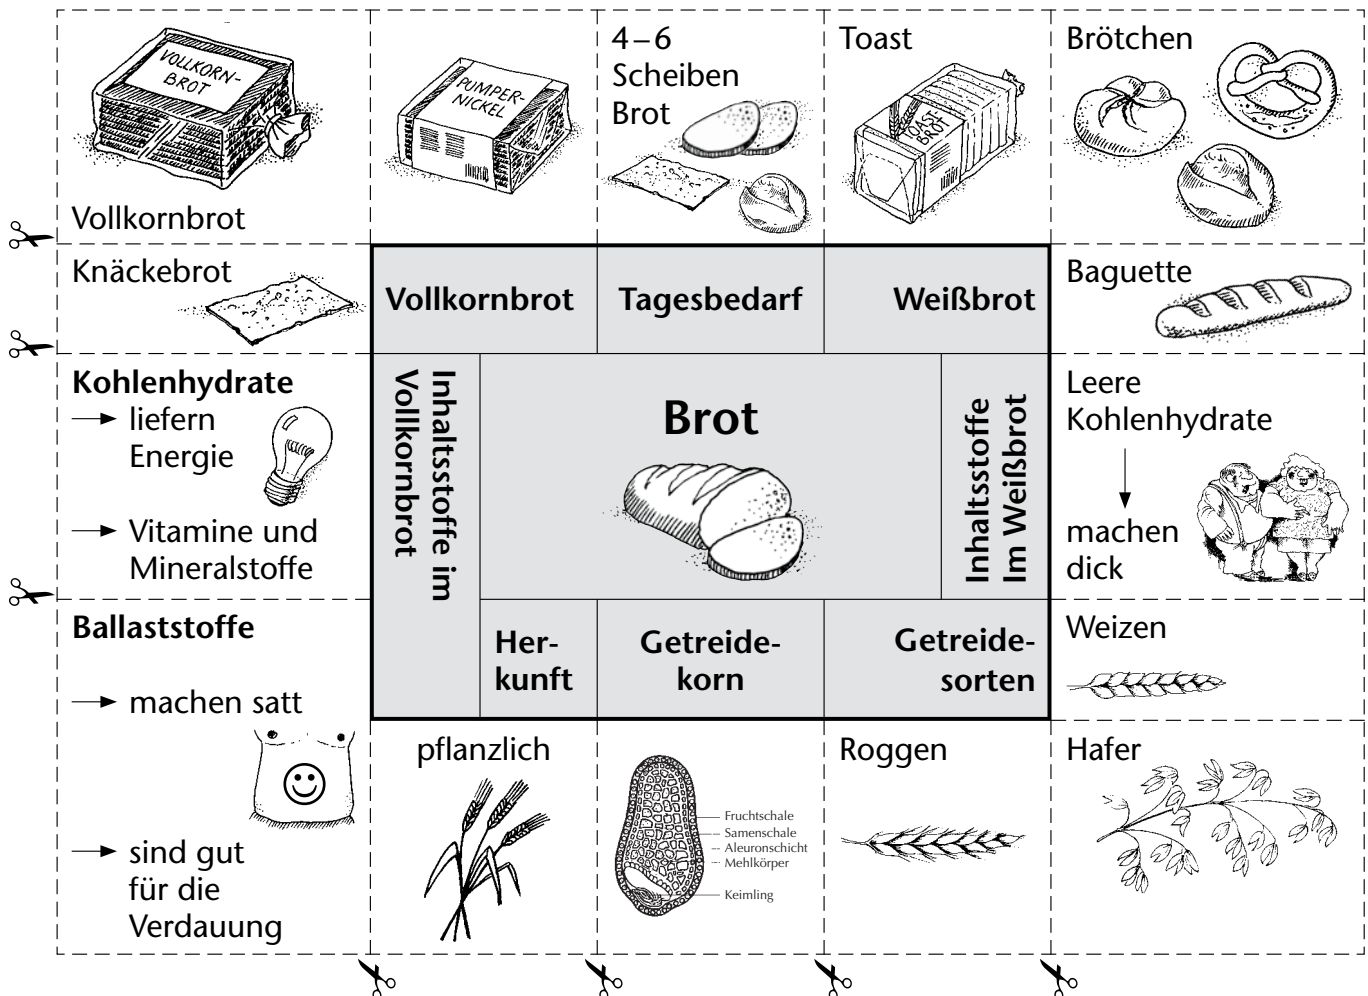 VOLLKORN-
BROT
Vollkornbrot
PUMPER-
NICKEL
4–6
Scheiben
Brot
Toast
TOAST
BROT
Brötchen
Knäckebrot
Vollkornbrot
Tagesbedarf
Weißbrot
Baguette
Kohlenhydrate
→ liefern
Energie
→ Vitamine und
Mineralstoffe
Inhaltsstoffe im
Vollkornbrot
Brot
Inhaltsstoffe
Im Weißbrot
Leere
Kohlenhydrate
machen
dick
Ballaststoffe
→ machen satt
→ sind gut
für die
Verdauung
Her-
kunft
Getreide-
korn
Getreide-
sorten
Weizen
pflanzlich
Fruchtschale
Samenschale
Aleuronschicht
Mehlkörper
Keimling
Roggen
Hafer